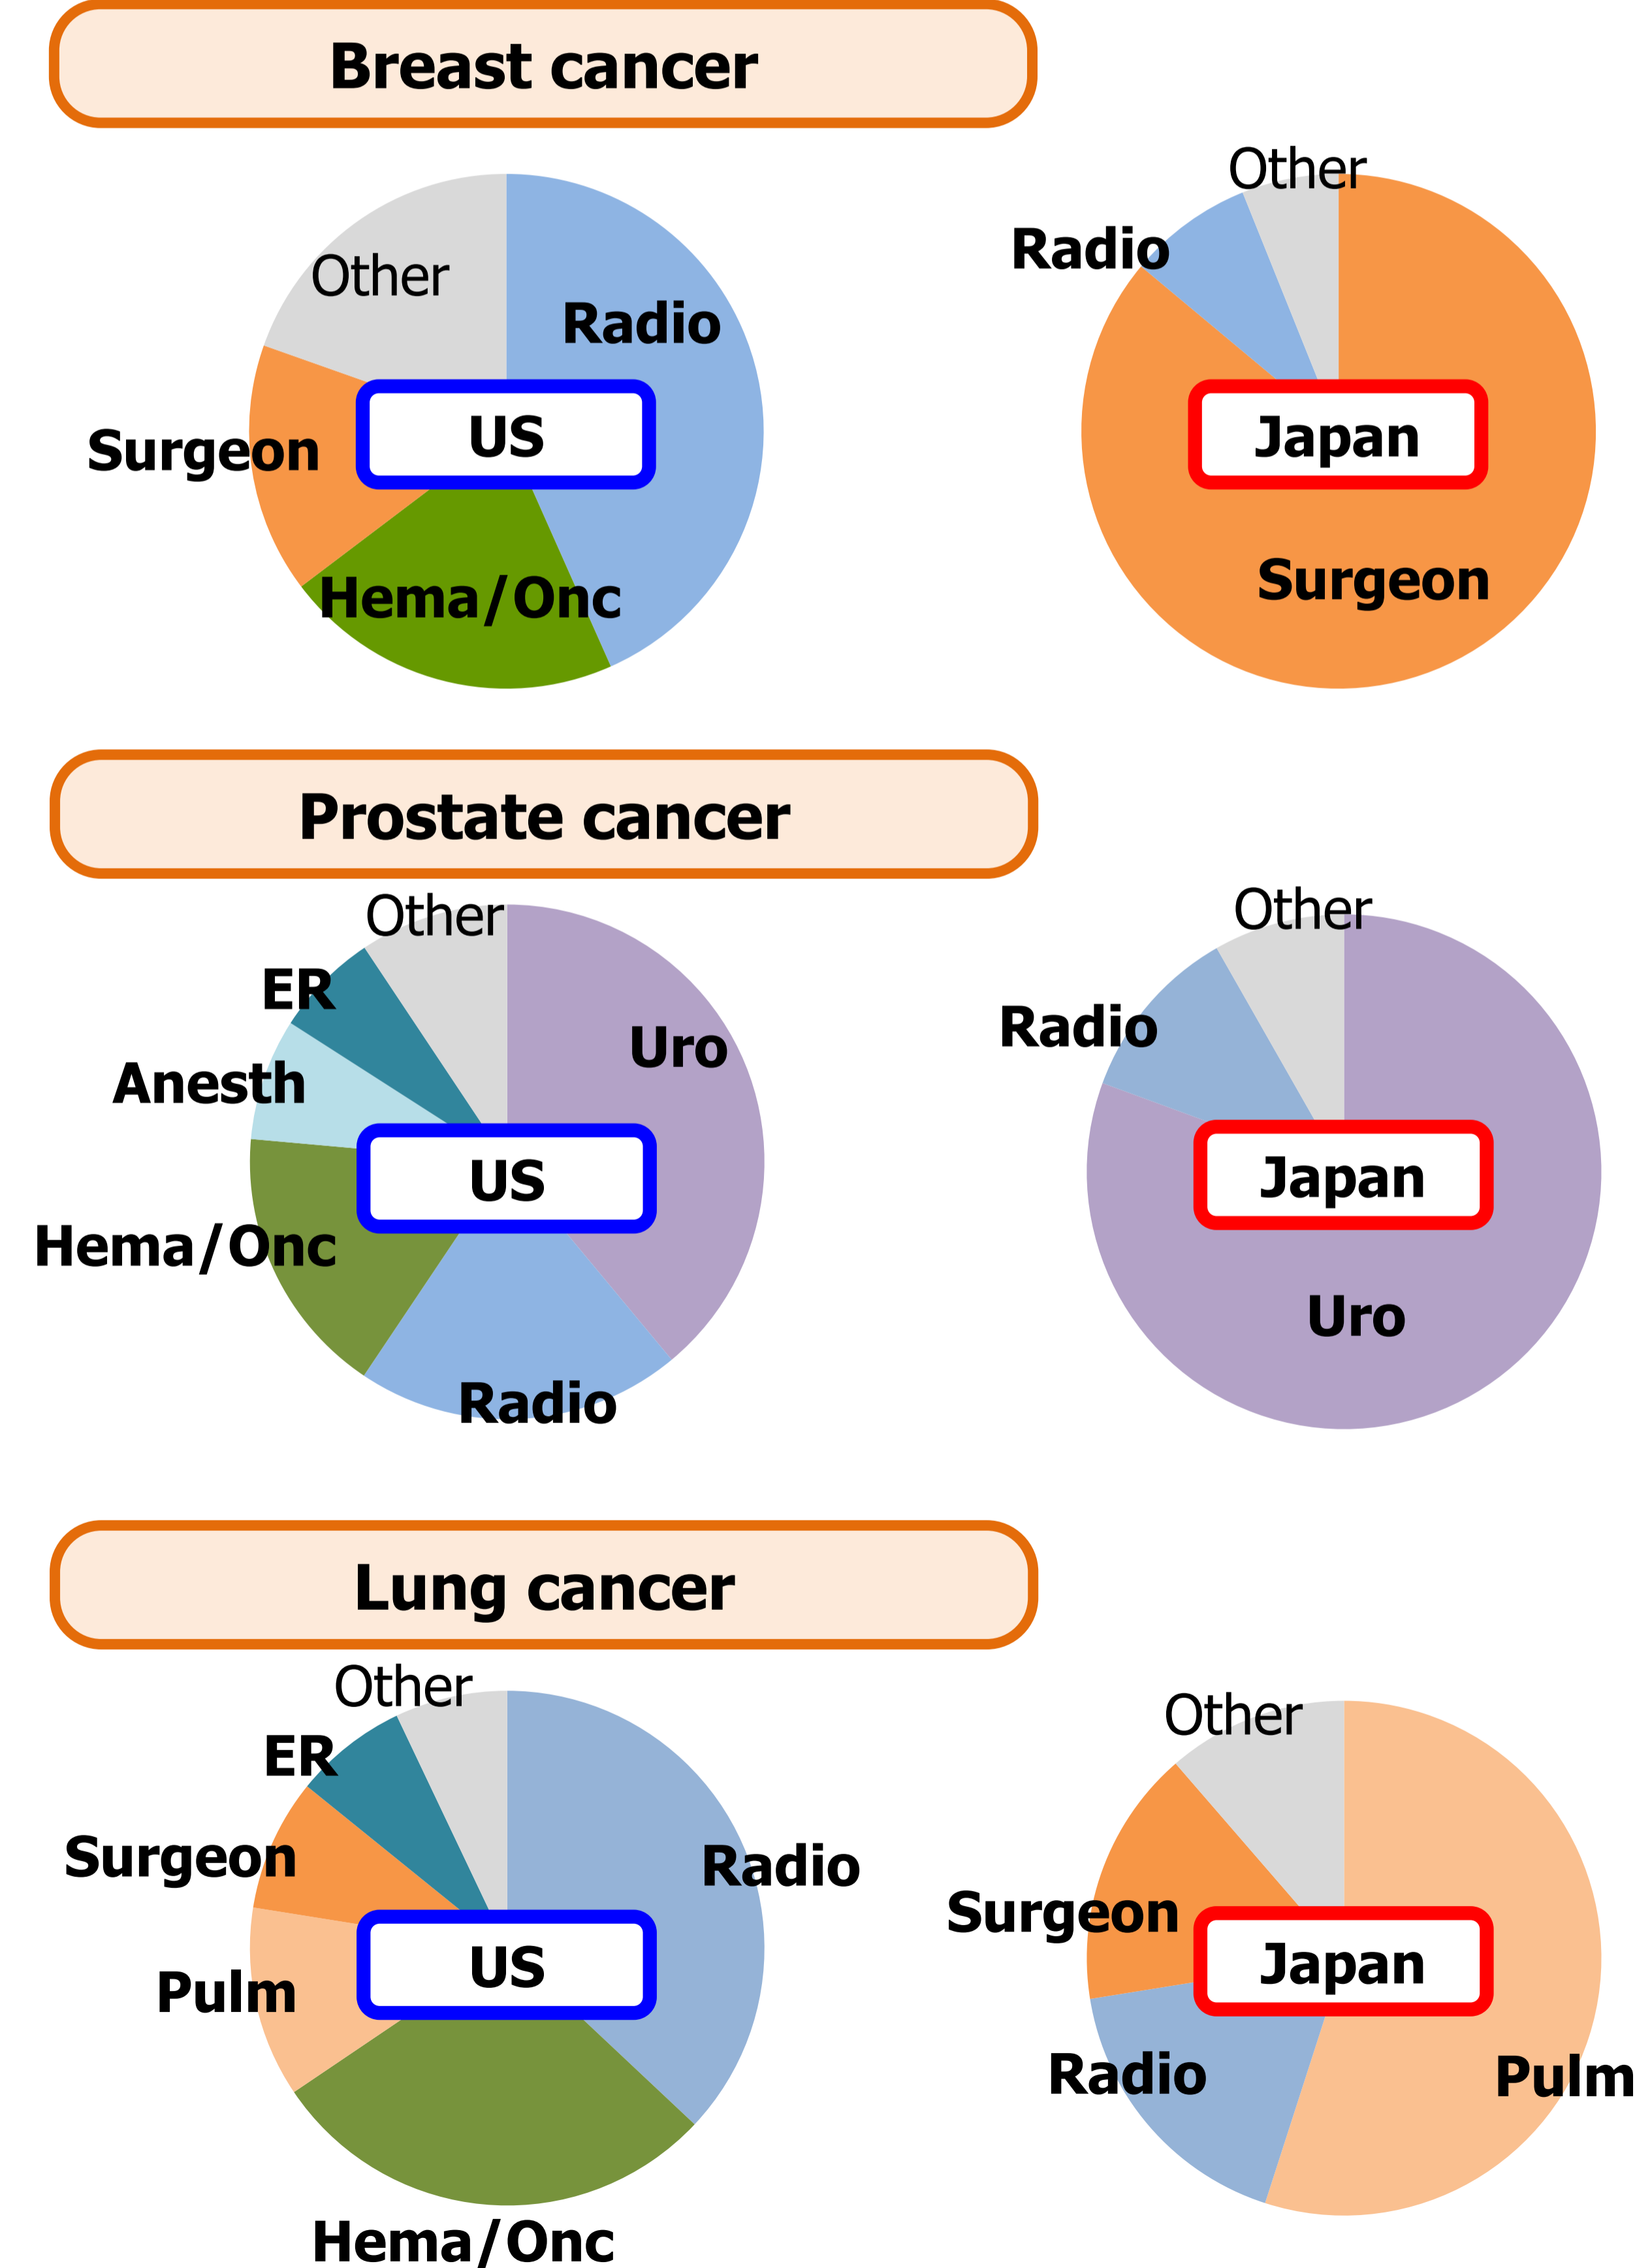 Breast cancer
Other
Radio
Surgeon
US
Hema/Onc
Other
Radio
Japan
Surgeon
Prostate cancer
Other
ER
Uro
Anesth
US
Hema/Onc
Radio
Other
Radio
Japan
Uro
Lung cancer
Other
ER
Surgeon
Radio
US
Pulm
Hema/Onc
Other
Surgeon
Japan
Radio
Pulm